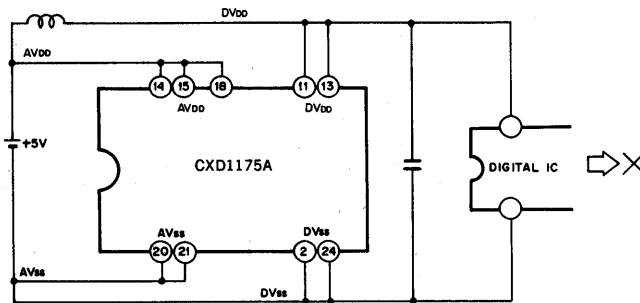 DVDD
AVDD
14 15 18 11 13
AVDD DVDD
+5V
CXD1175A
DIGITAL IC
AVSS DVSS
20 21 2 24
AVSS
DVSS